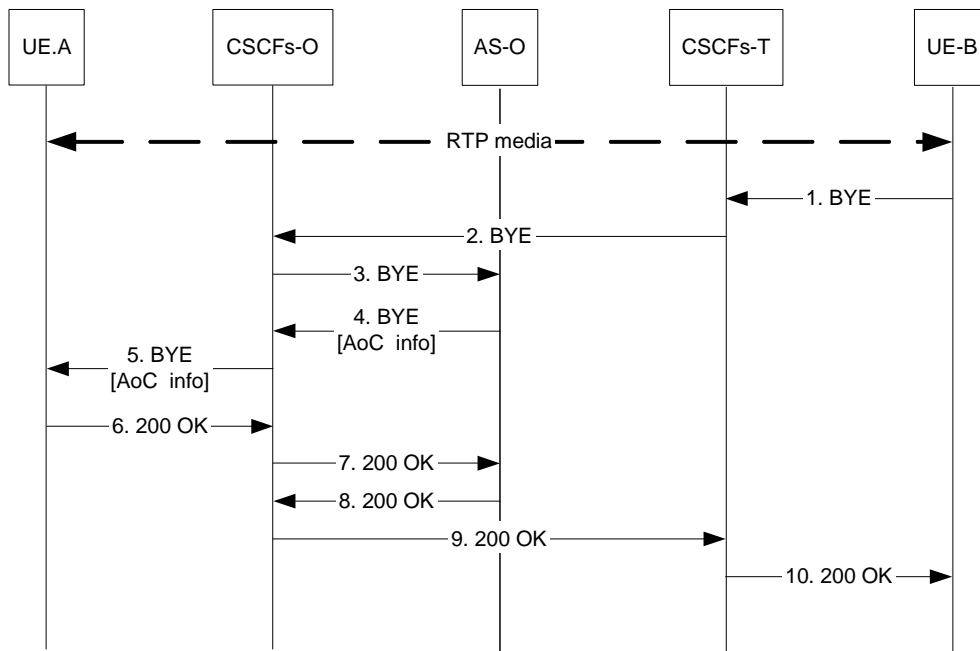 UE.A
CSCFs-O
AS-O
CSCFs-T
UE-B
RTP media
1. BYE
2. BYE
3. BYE
4. BYE
[AoC info]
5. BYE
[AoC info]
6. 200 OK
7. 200 OK
8. 200 OK
9. 200 OK
10. 200 OK